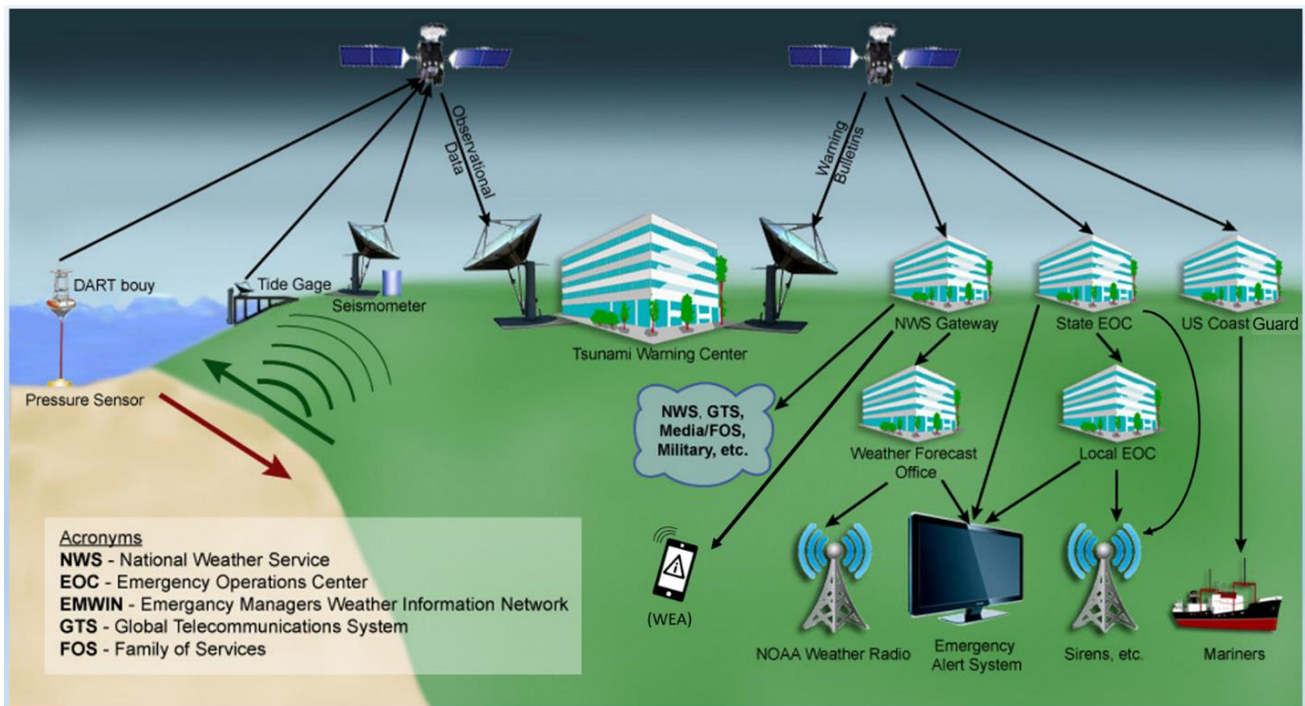 Observational
Data
Warning
Bulletins
DART bouy
Tide Gage
Seismometer
Pressure Sensor
Tsunami Warning Center
NWS Gateway
State EOC
US Coast Guard
NWS, GTS,
Media/FOS,
Military, etc.
Weather Forecast
Office
Local EOC
(WEA)
NOAA Weather Radio
Emergency
Alert System
Sirens, etc.
Mariners
Acronyms
NWS - National Weather Service
EOC - Emergency Operations Center
EMWIN - Emergancy Managers Weather Information Network
GTS - Global Telecommunications System
FOS - Family of Services